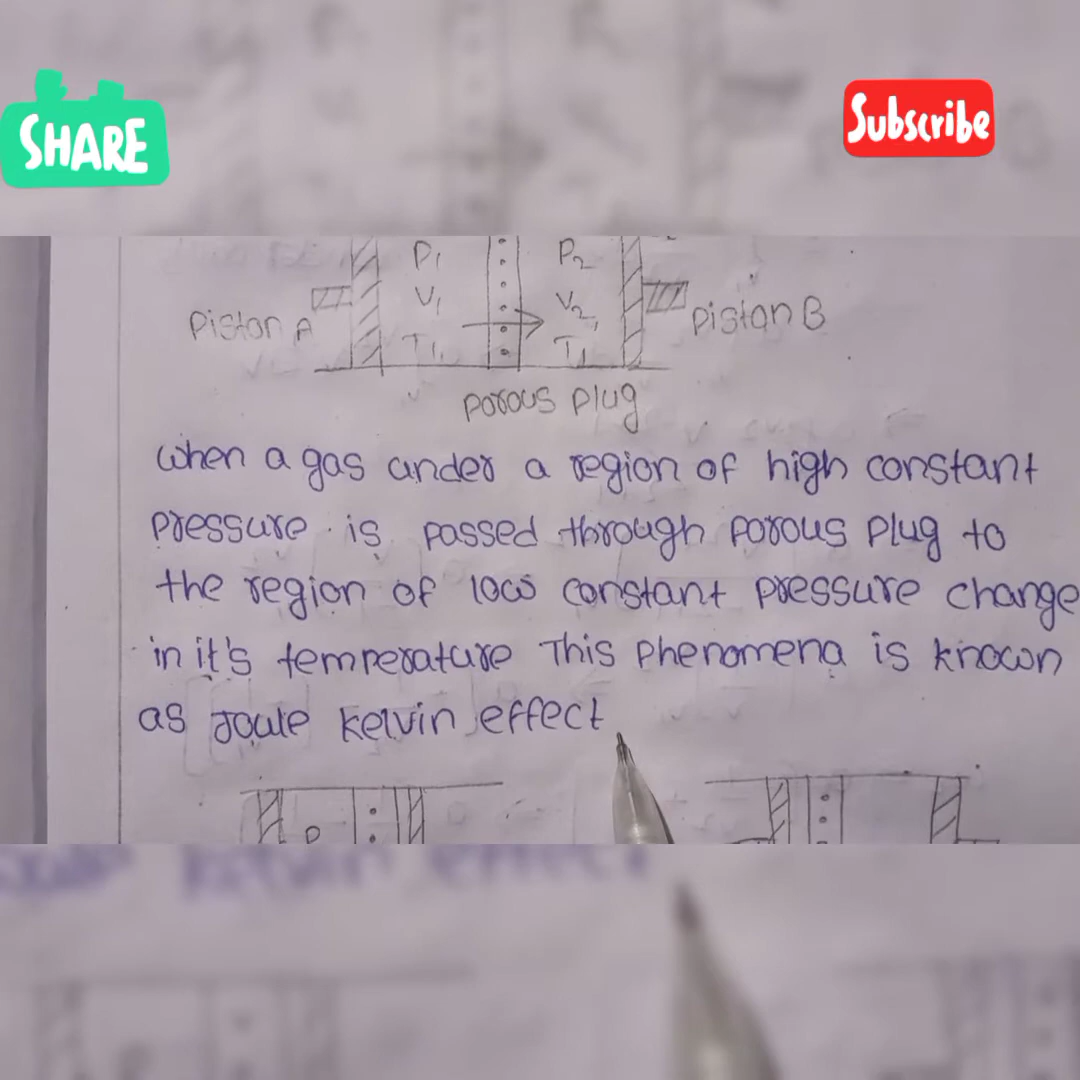 SHARE
Subscribe
P1 P2
V1 V2,
Piston A Piston B
T1,
Porous Plug
when a gas under a region of high constant
pressure is passed through porous plug to
the region of low constant pressure change
in it's temperature This phenomena is known
as Joule Kelvin effect
P